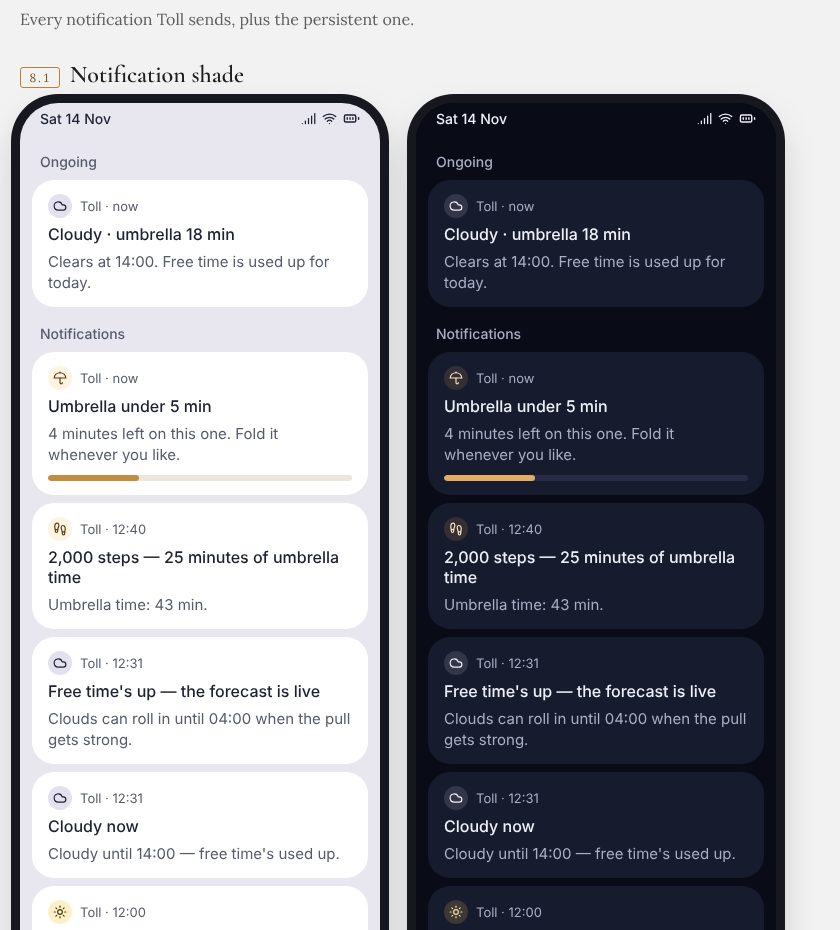 Every notification Toll sends, plus the persistent one.
8.1 Notification shade
Sat 14 Nov
Ongoing
Toll · now
Cloudy · umbrella 18 min
Clears at 14:00. Free time is used up for
today.
Notifications
Toll · now
Umbrella under 5 min
4 minutes left on this one. Fold it
whenever you like.
Toll · 12:40
2,000 steps — 25 minutes of umbrella
time
Umbrella time: 43 min.
Toll · 12:31
Free time's up — the forecast is live
Clouds can roll in until 04:00 when the pull
gets strong.
Toll · 12:31
Cloudy now
Cloudy until 14:00 — free time's used up.
Toll · 12:00
Sat 14 Nov
Ongoing
Toll · now
Cloudy · umbrella 18 min
Clears at 14:00. Free time is used up for
today.
Notifications
Toll · now
Umbrella under 5 min
4 minutes left on this one. Fold it
whenever you like.
Toll · 12:40
2,000 steps — 25 minutes of umbrella
time
Umbrella time: 43 min.
Toll · 12:31
Free time's up — the forecast is live
Clouds can roll in until 04:00 when the pull
gets strong.
Toll · 12:31
Cloudy now
Cloudy until 14:00 — free time's used up.
Toll · 12:00